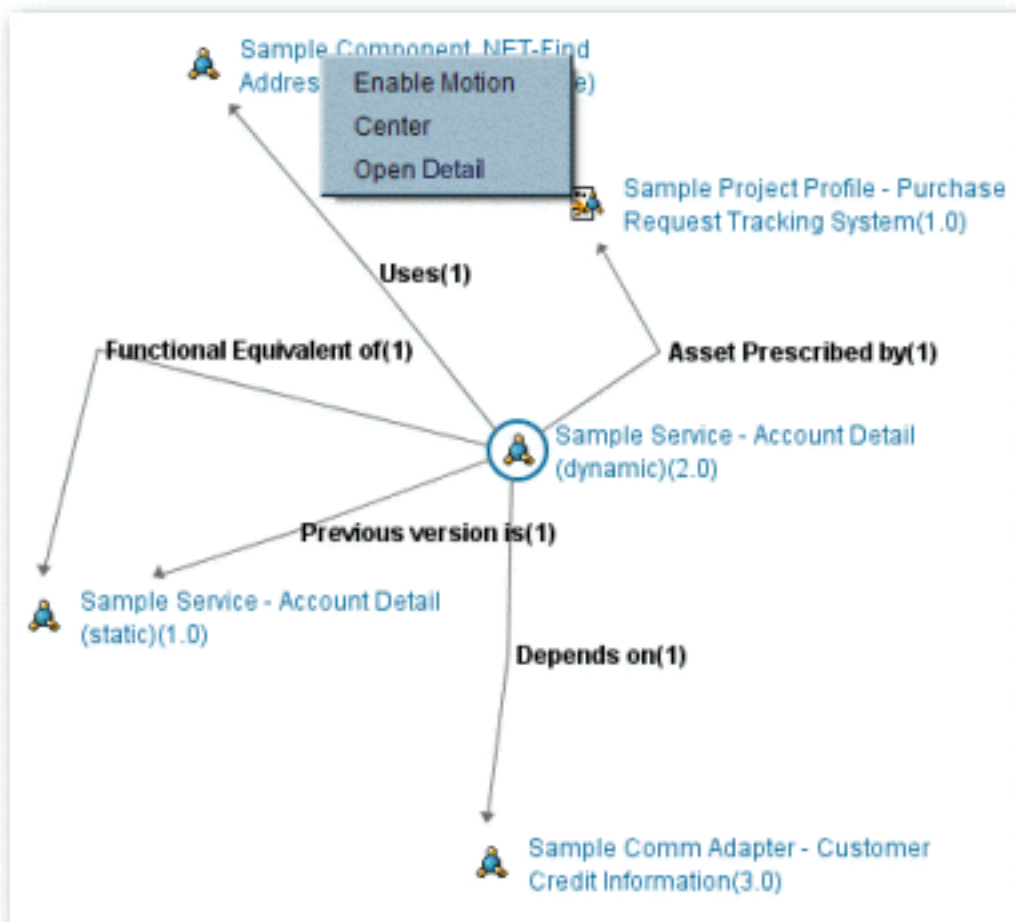 Sample Component .NET-Find
Addres
e)
Enable Motion
Center
Open Detail
Sample Project Profile - Purchase
Request Tracking System(1.0)
Uses(1)
Functional Equivalent of(1)
Asset Prescribed by(1)
Sample Service - Account Detail
(dynamic)(2.0)
Previous version is(1)
Sample Service - Account Detail
(static)(1.0)
Depends on(1)
Sample Comm Adapter - Customer
Credit Information(3.0)